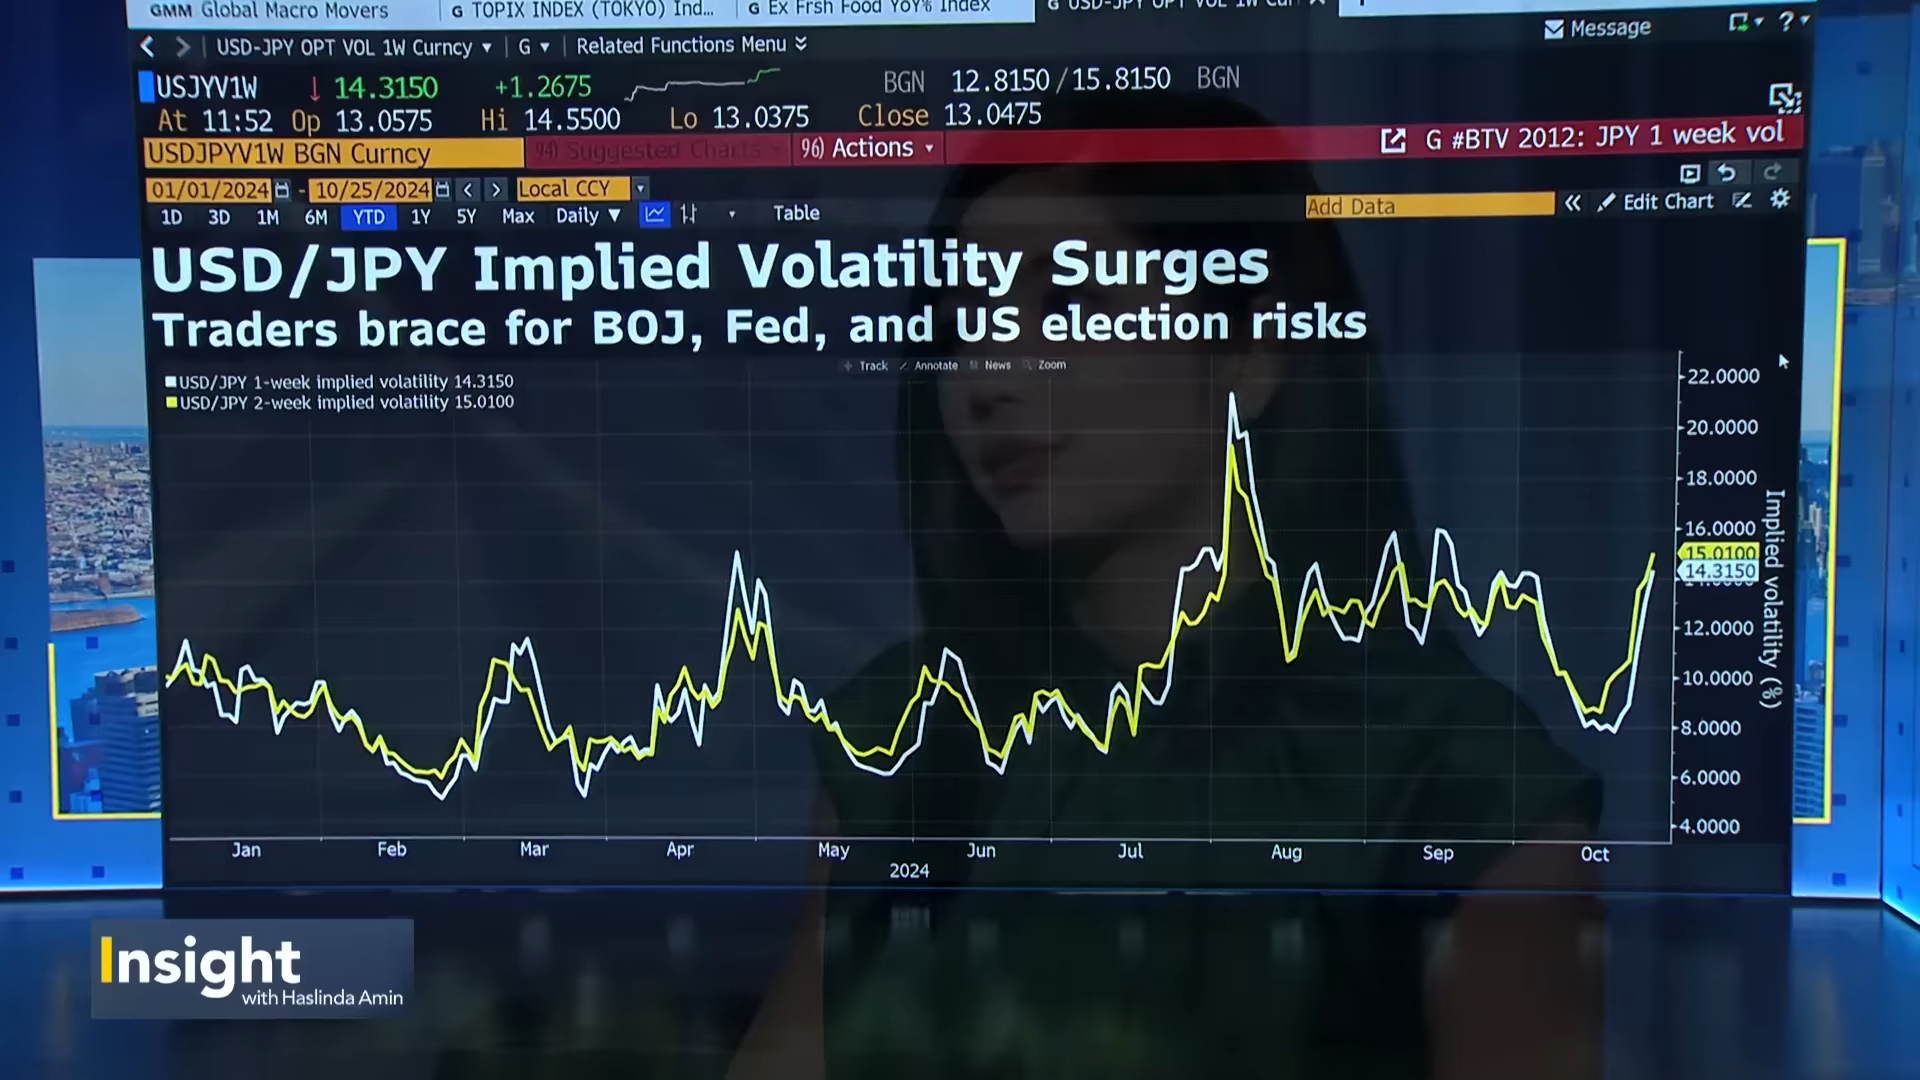 GMM Global Macro Movers
G TOPIX INDEX (TOKYO) Ind...
G Ex Frsh Food YoY% Index
USD-JPY OPT VOL 1W Curncy ▾ G ▾ Related Functions Menu
Message
? ▾
USJYV1W ↓ 14.3150 +1.2675 BGN 12.8150/15.8150 BGN
At 11:52 Op 13.0575 Hi 14.5500 Lo 13.0375 Close 13.0475
USDJPYV1W BGN Curncy 94) Suggested Charts 96) Actions ▾ G #BTV 2012: JPY 1 week vol
01/01/2024 - 10/25/2024 < > Local CCY
Add Data « Edit Chart
1D 3D 1M 6M YTD 1Y 5Y Max Daily ▼ Table
USD/JPY Implied Volatility Surges
Traders brace for BOJ, Fed, and US election risks
Track Annotate News Zoom
USD/JPY 1-week implied volatility 14.3150
USD/JPY 2-week implied volatility 15.0100
22.0000
20.0000
18.0000
16.0000
15.0100
14.3150
12.0000
10.0000
8.0000
6.0000
4.0000
Implied volatility (%)
Jan Feb Mar Apr May Jun Jul Aug Sep Oct
2024
Insight
with Haslinda Amin